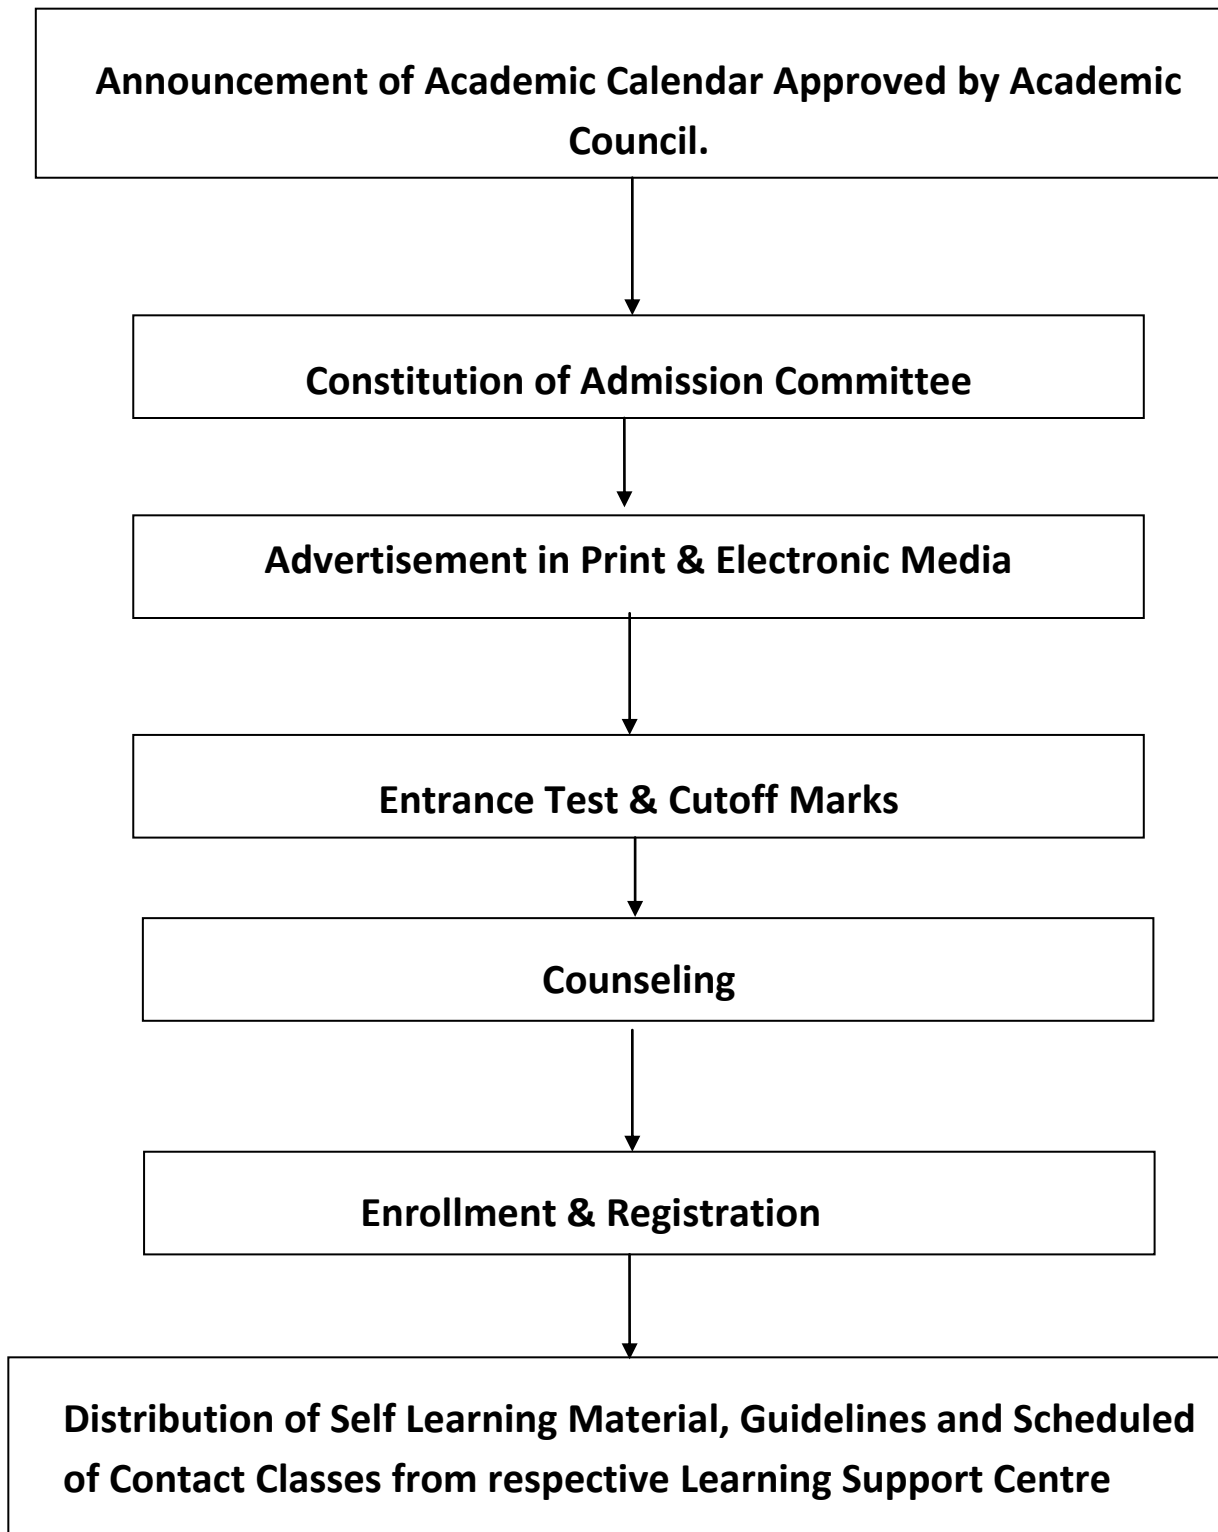 Announcement of Academic Calendar Approved by Academic
Council.
Constitution of Admission Committee
Advertisement in Print & Electronic Media
Entrance Test & Cutoff Marks
Counseling
Enrollment & Registration
Distribution of Self Learning Material, Guidelines and Scheduled
of Contact Classes from respective Learning Support Centre